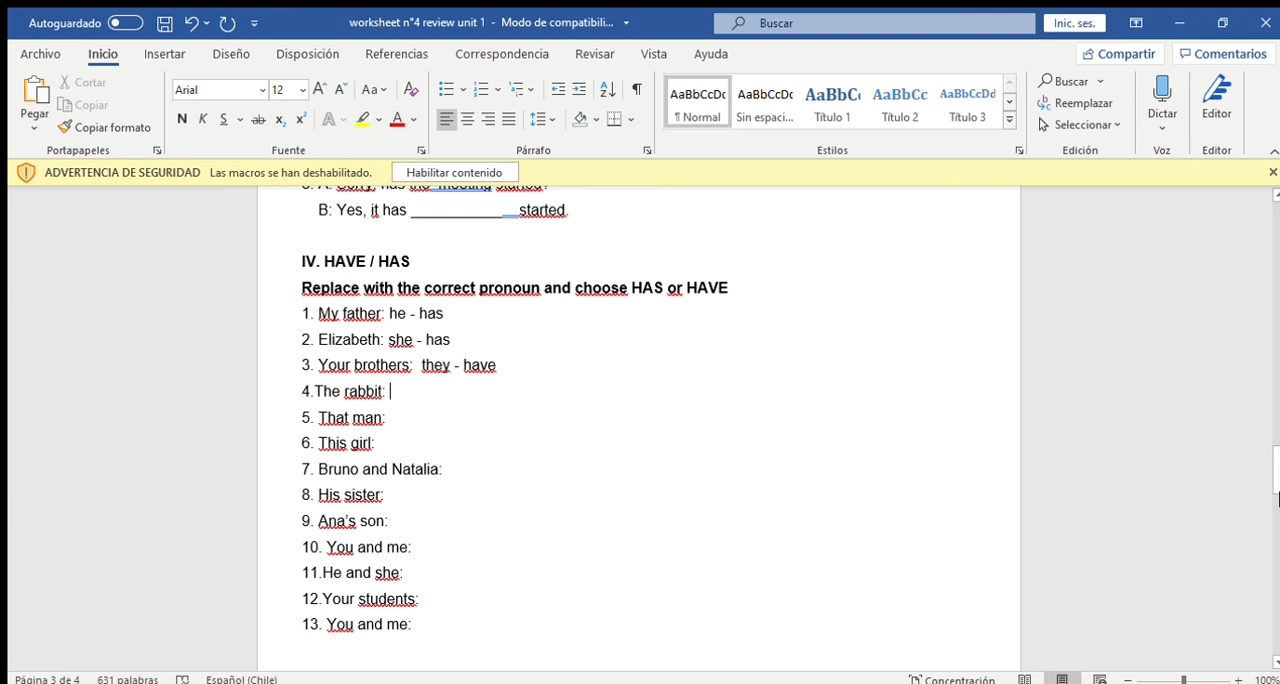 Autoguardado
worksheet n°4 review unit 1 - Modo de compatibili...
Buscar
Inic. ses.
Archivo Inicio Insertar Diseño Disposición Referencias Correspondencia Revisar Vista Ayuda
Compartir Comentarios
Pegar
Cortar
Copiar
Copiar formato
Portapapeles
Arial 12
N K S ab x₂ x²
Aa A A
Fuente
Párrafo
AaBbCcDc AaBbCcDc AaBbC AaBbCc AaBbCcDd
¶ Normal Sin espaci... Título 1 Título 2 Título 3
Estilos
Buscar
Reemplazar
Seleccionar
Edición
Dictar
Voz
Editor
Editor
ADVERTENCIA DE SEGURIDAD Las macros se han deshabilitado. Habilitar contenido
B: Yes, it has _______________started.
IV. HAVE / HAS
Replace with the correct pronoun and choose HAS or HAVE
1. My father: he - has
2. Elizabeth: she - has
3. Your brothers: they - have
4.The rabbit:
5. That man:
6. This girl:
7. Bruno and Natalia:
8. His sister:
9. Ana's son:
10. You and me:
11.He and she:
12.Your students:
13. You and me:
Página 3 de 4 631 palabras Español (Chile)
Concentración
100%